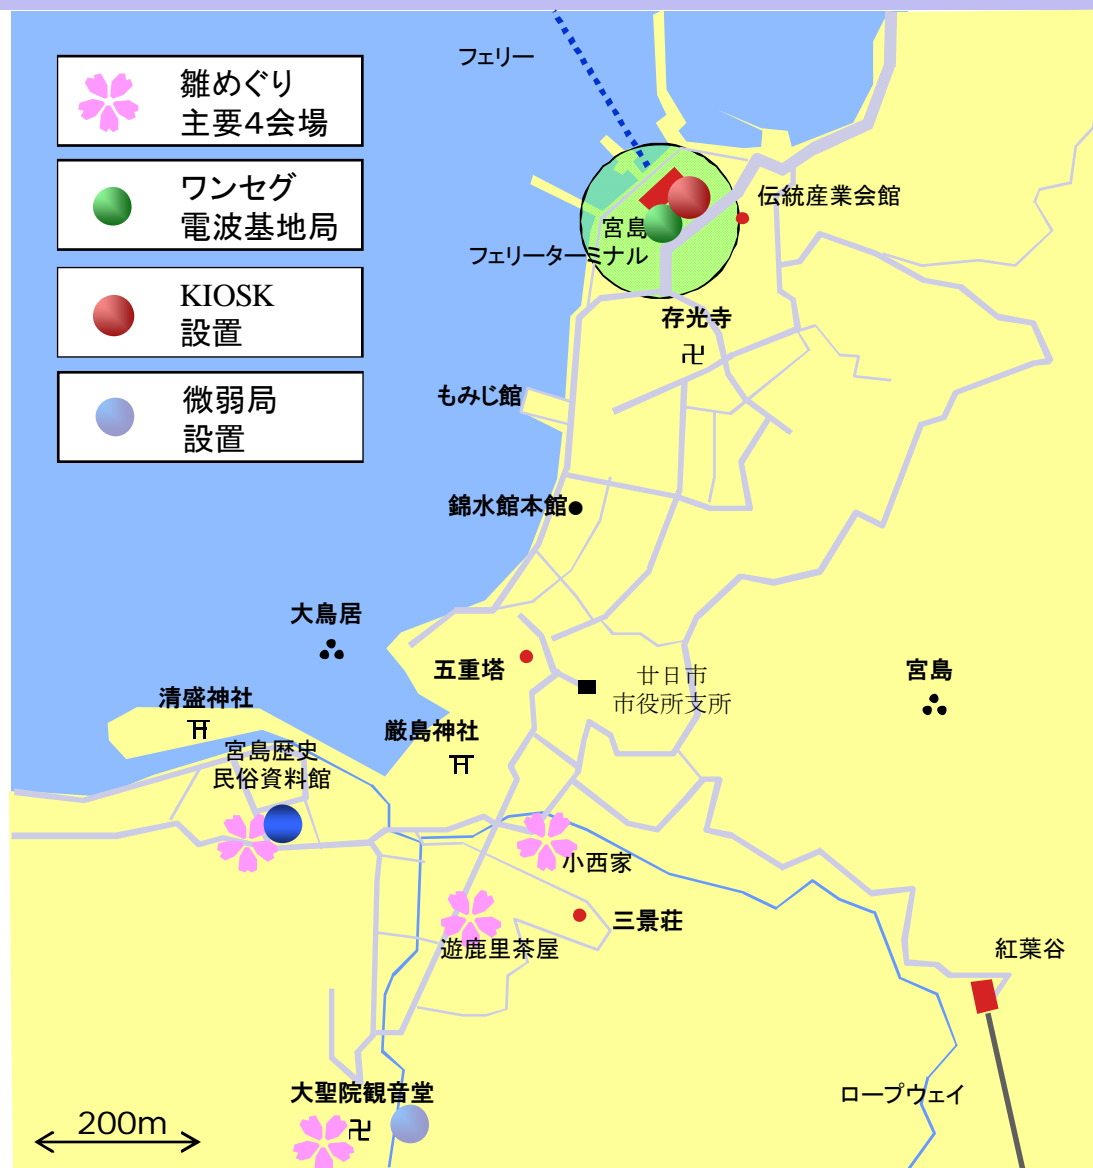 フェリー
雛めぐり
主要4会場
ワンセグ
電波基地局
KIOSK
設置
微弱局
設置
伝統産業会館
宮島
フェリーターミナル
存光寺
卍
もみじ館
錦水館本館
大鳥居
五重塔
廿日市
市役所支所
宮島
清盛神社
厳島神社
宮島歴史
民俗資料館
小西家
三景荘
遊鹿里茶屋
紅葉谷
大聖院観音堂
卍
ロープウェイ
200m